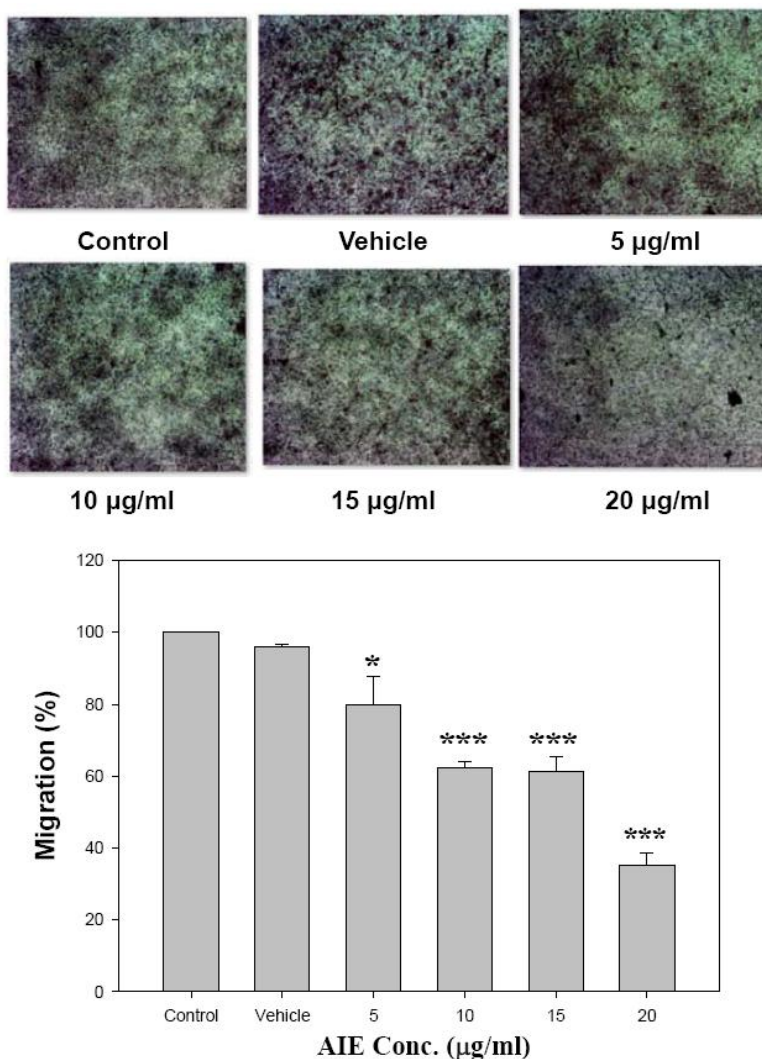 Control Vehicle 5 µg/ml
10 µg/ml 15 µg/ml 20 µg/ml
120
100
80
60
40
20
0
Migration (%)
*
***
***
***
Control Vehicle 5 10 15 20
AIE Conc. (µg/ml)